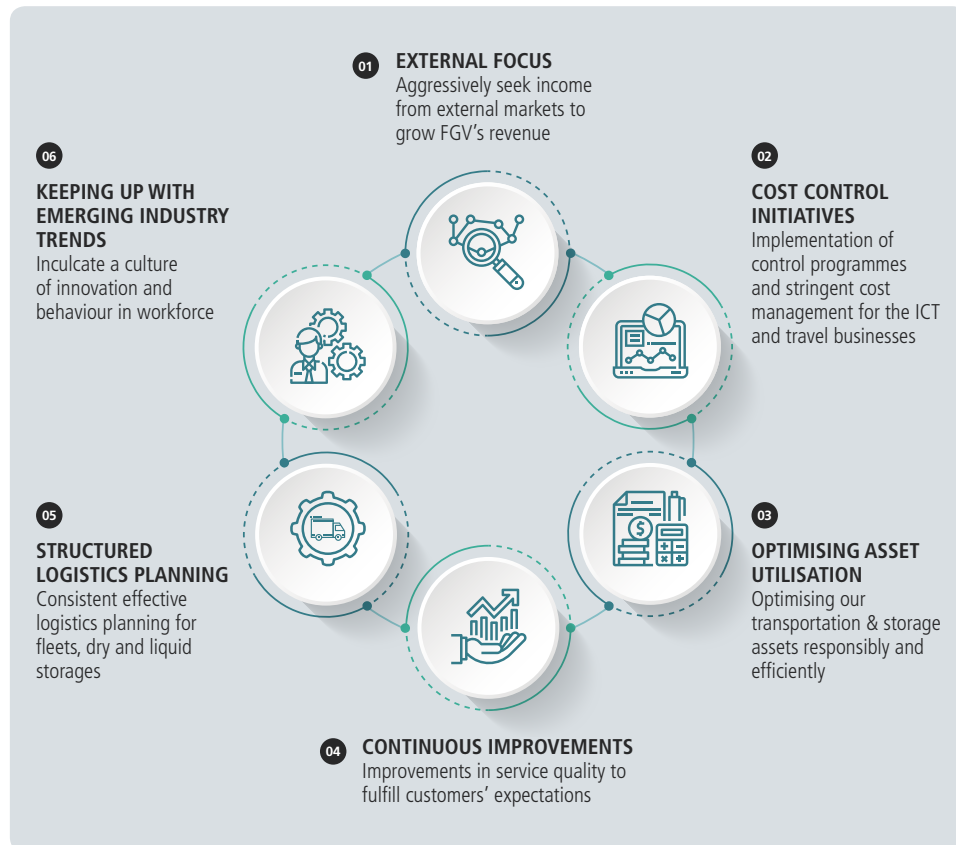 01
EXTERNAL FOCUS
Aggressively seek income
from external markets to
grow FGV's revenue
02
COST CONTROL
INITIATIVES
Implementation of
control programmes
and stringent cost
management for the ICT
and travel businesses
03
OPTIMISING ASSET
UTILISATION
Optimising our
transportation & storage
assets responsibly and
efficiently
04
CONTINUOUS IMPROVEMENTS
Improvements in service quality to
fulfill customers' expectations
05
STRUCTURED
LOGISTICS PLANNING
Consistent effective
logistics planning for
fleets, dry and liquid
storages
06
KEEPING UP WITH
EMERGING INDUSTRY
TRENDS
Inculcate a culture
of innovation and
behaviour in workforce